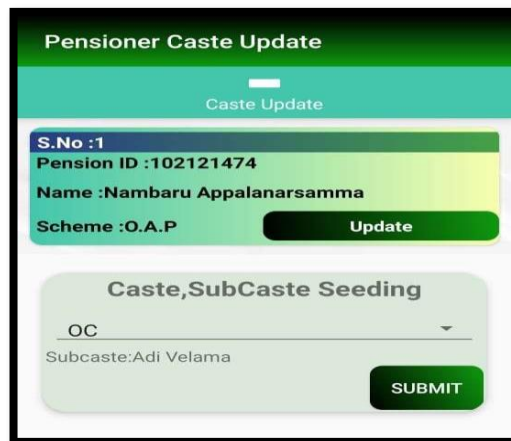 Pensioner Caste Update
Caste Update
S.No :1
Pension ID :102121474
Name :Nambaru Appalanarsamma
Scheme :O.A.P
Update
Caste,SubCaste Seeding
OC
Subcaste:Adi Velama
SUBMIT